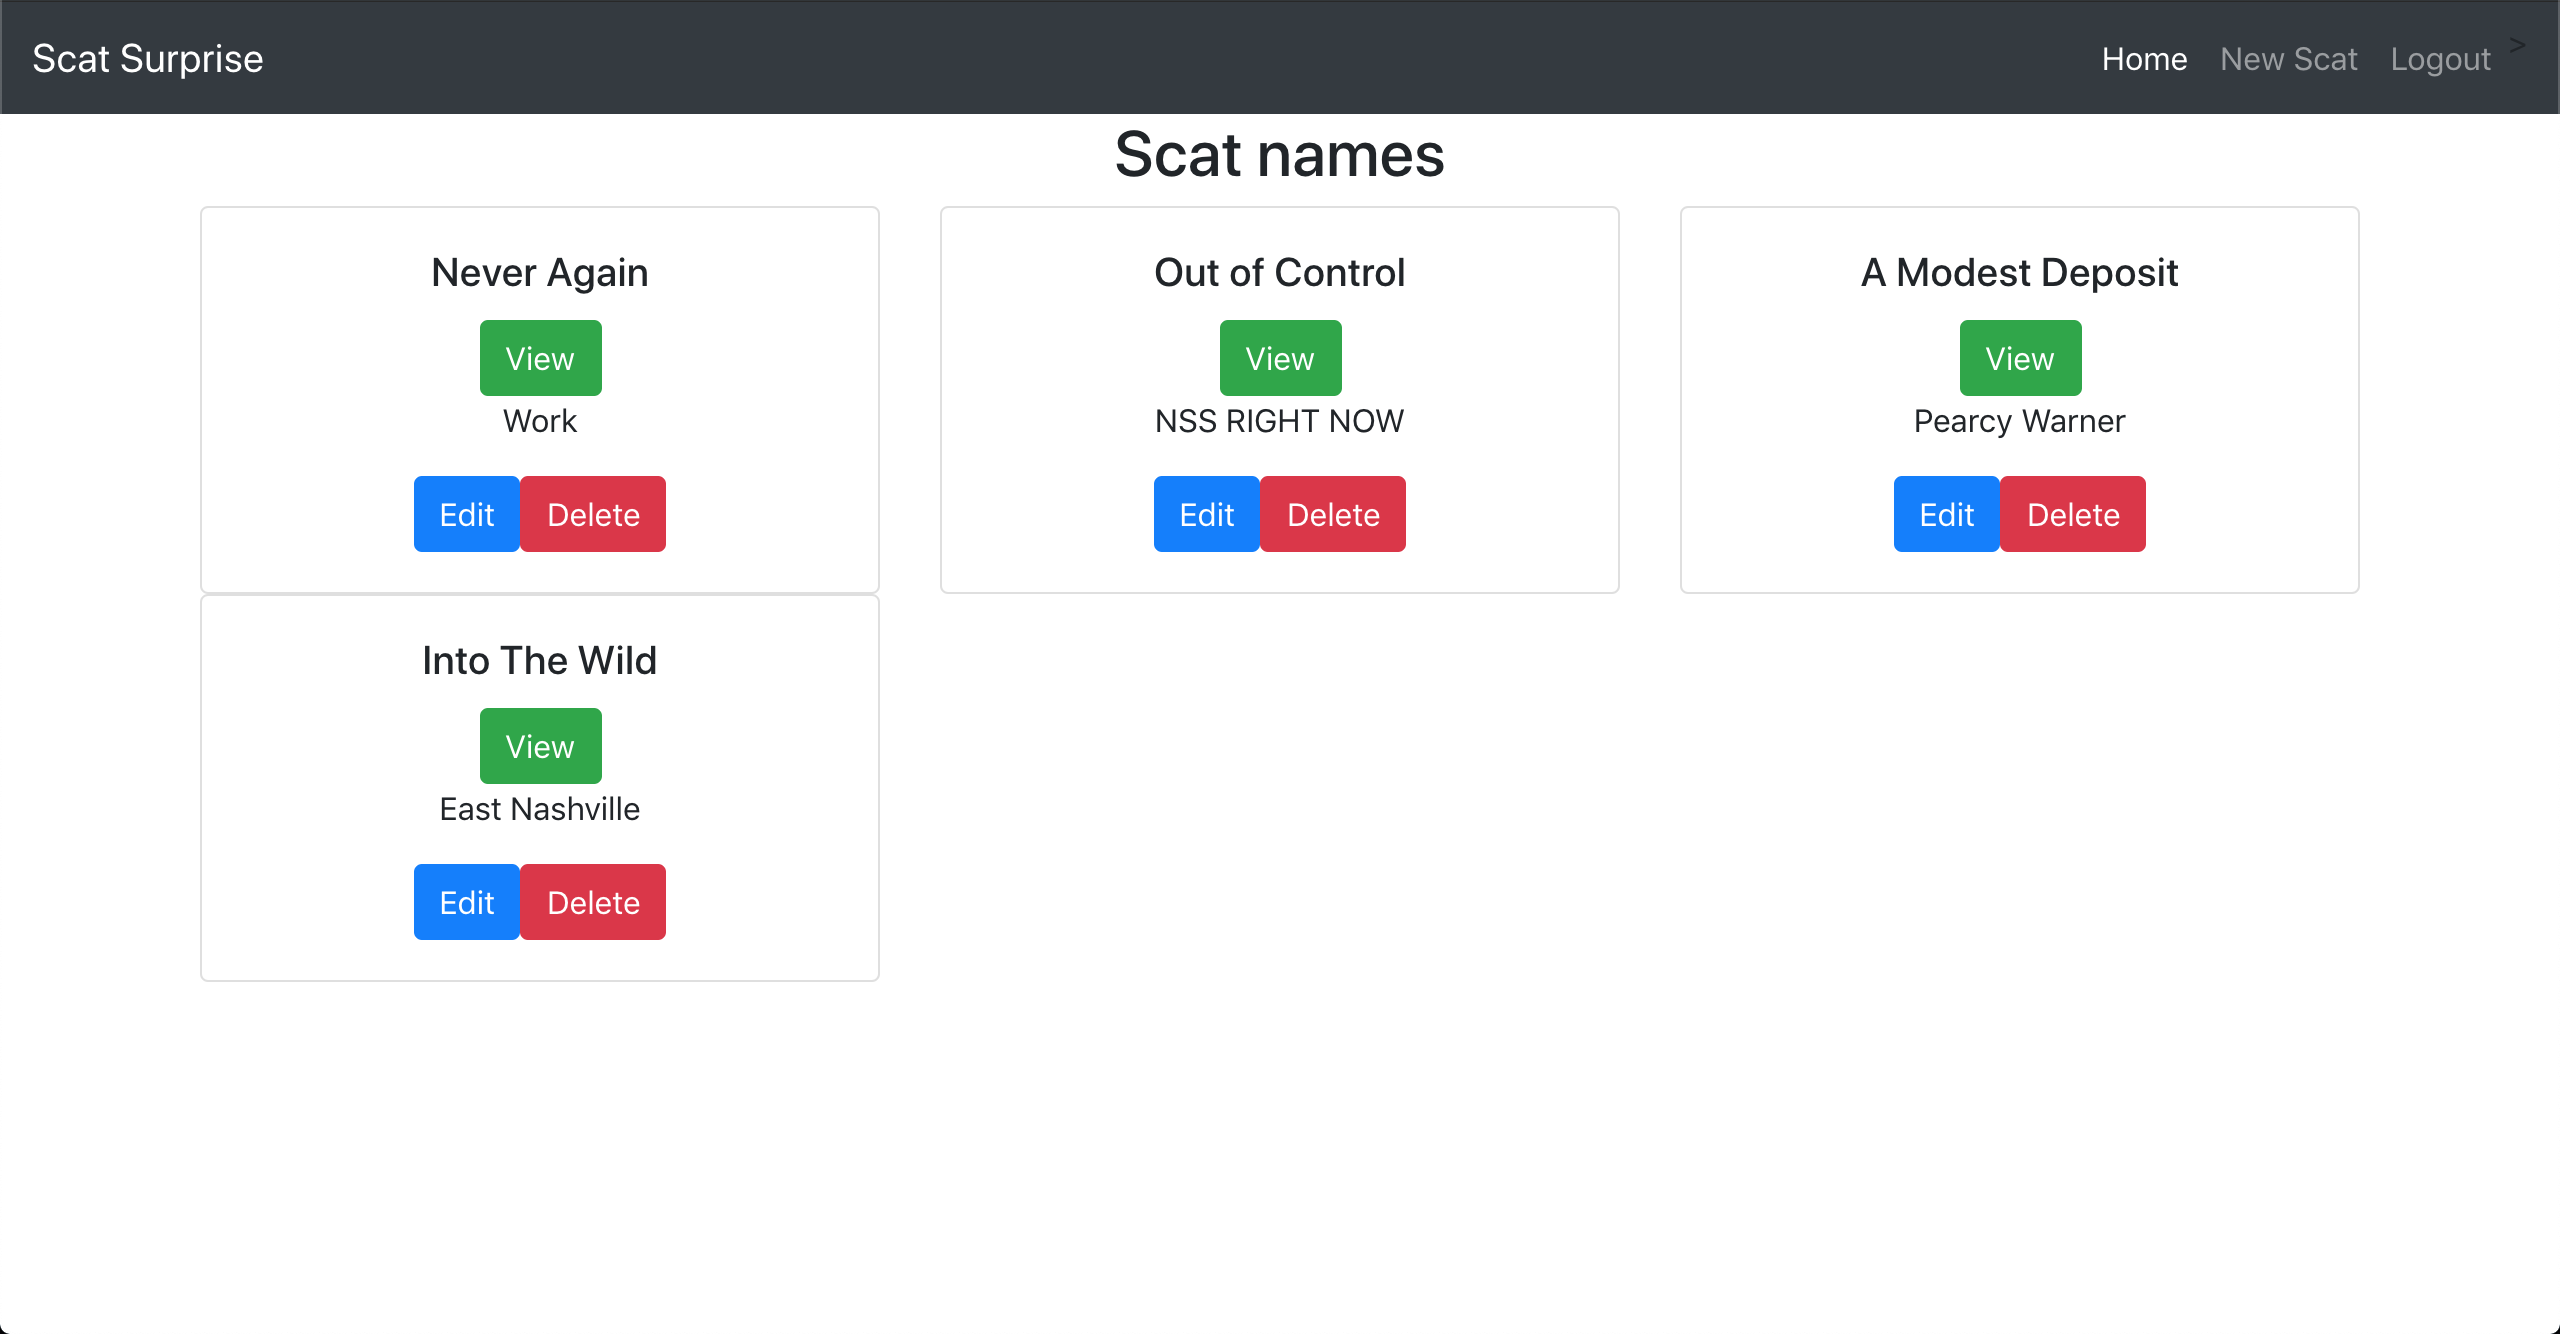 Scat Surprise
Home New Scat Logout >
Scat names
Never Again
View
Work
Edit Delete
Out of Control
View
NSS RIGHT NOW
Edit Delete
A Modest Deposit
View
Pearcy Warner
Edit Delete
Into The Wild
View
East Nashville
Edit Delete